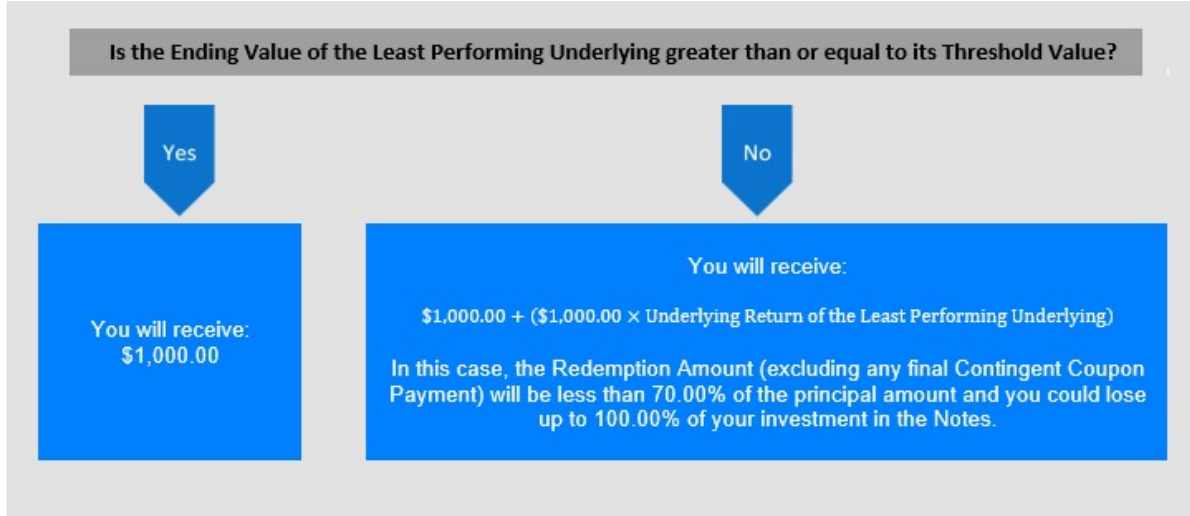 Is the Ending Value of the Least Performing Underlying greater than or equal to its Threshold Value?
Yes
No
You will receive:
$1,000.00
You will receive:
$1,000.00 + ($1,000.00 × Underlying Return of the Least Performing Underlying)
In this case, the Redemption Amount (excluding any final Contingent Coupon
Payment) will be less than 70.00% of the principal amount and you could lose
up to 100.00% of your investment in the Notes.